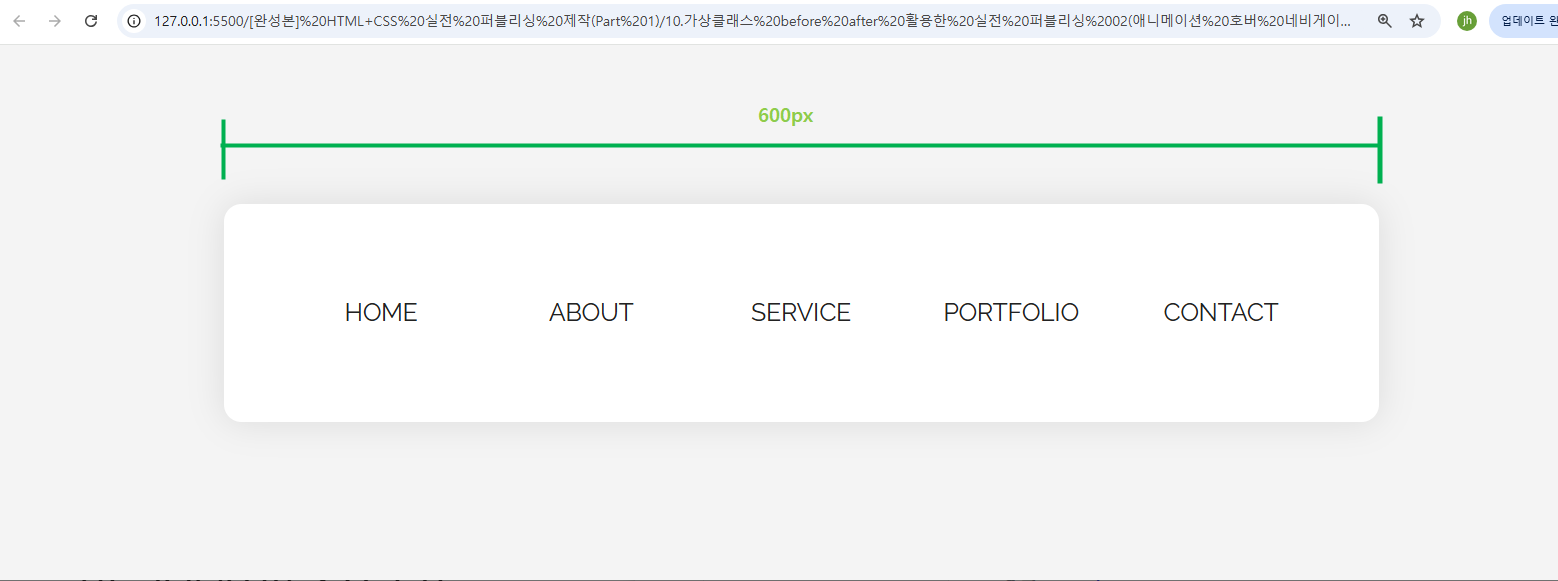 127.0.0.1:5500/[완성본]%20HTML+CSS%20실전%20퍼블리싱%20제작(Part%201)/10.가상클래스%20before%20after%20활용한%20실전%20퍼블리싱%2002(애니메이션%20호버%20네비게이...
jh
업데이트 완
600px
HOME ABOUT SERVICE PORTFOLIO CONTACT